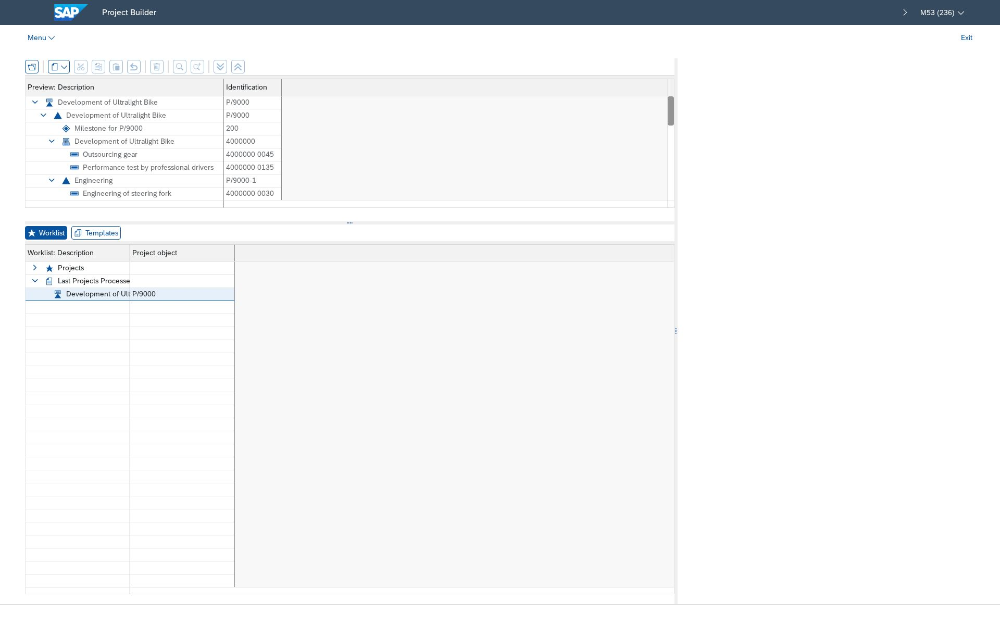 SAP Project Builder M53 (236)
Menu Exit
Preview: Description Identification
Development of Ultralight Bike P/9000
Development of Ultralight Bike P/9000
Milestone for P/9000 200
Development of Ultralight Bike 4000000
Outsourcing gear 4000000 0045
Performance test by professional drivers 4000000 0135
Engineering P/9000-1
Engineering of steering fork 4000000 0030
Worklist Templates
Worklist: Description Project object
Projects
Last Projects Processe
Development of Ult P/9000